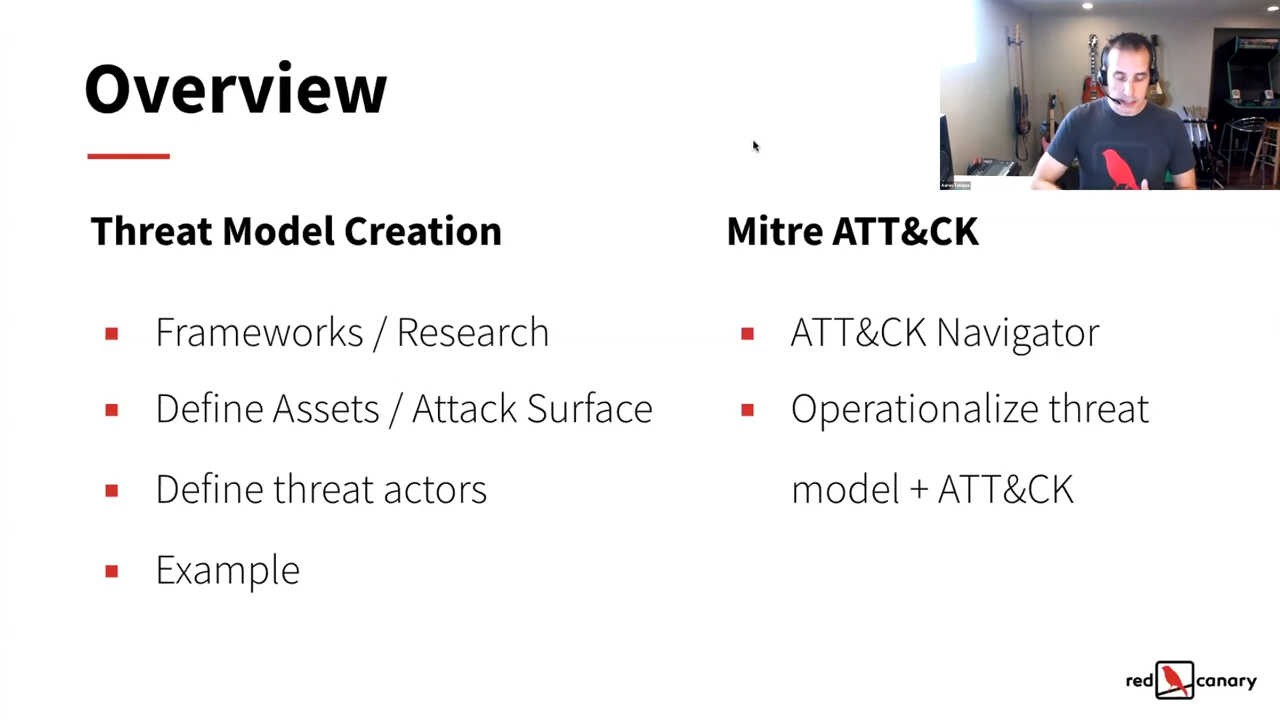 Overview
Threat Model Creation
Frameworks / Research
Define Assets / Attack Surface
Define threat actors
Example
Mitre ATT&CK
ATT&CK Navigator
Operationalize threat
model + ATT&CK
red canary